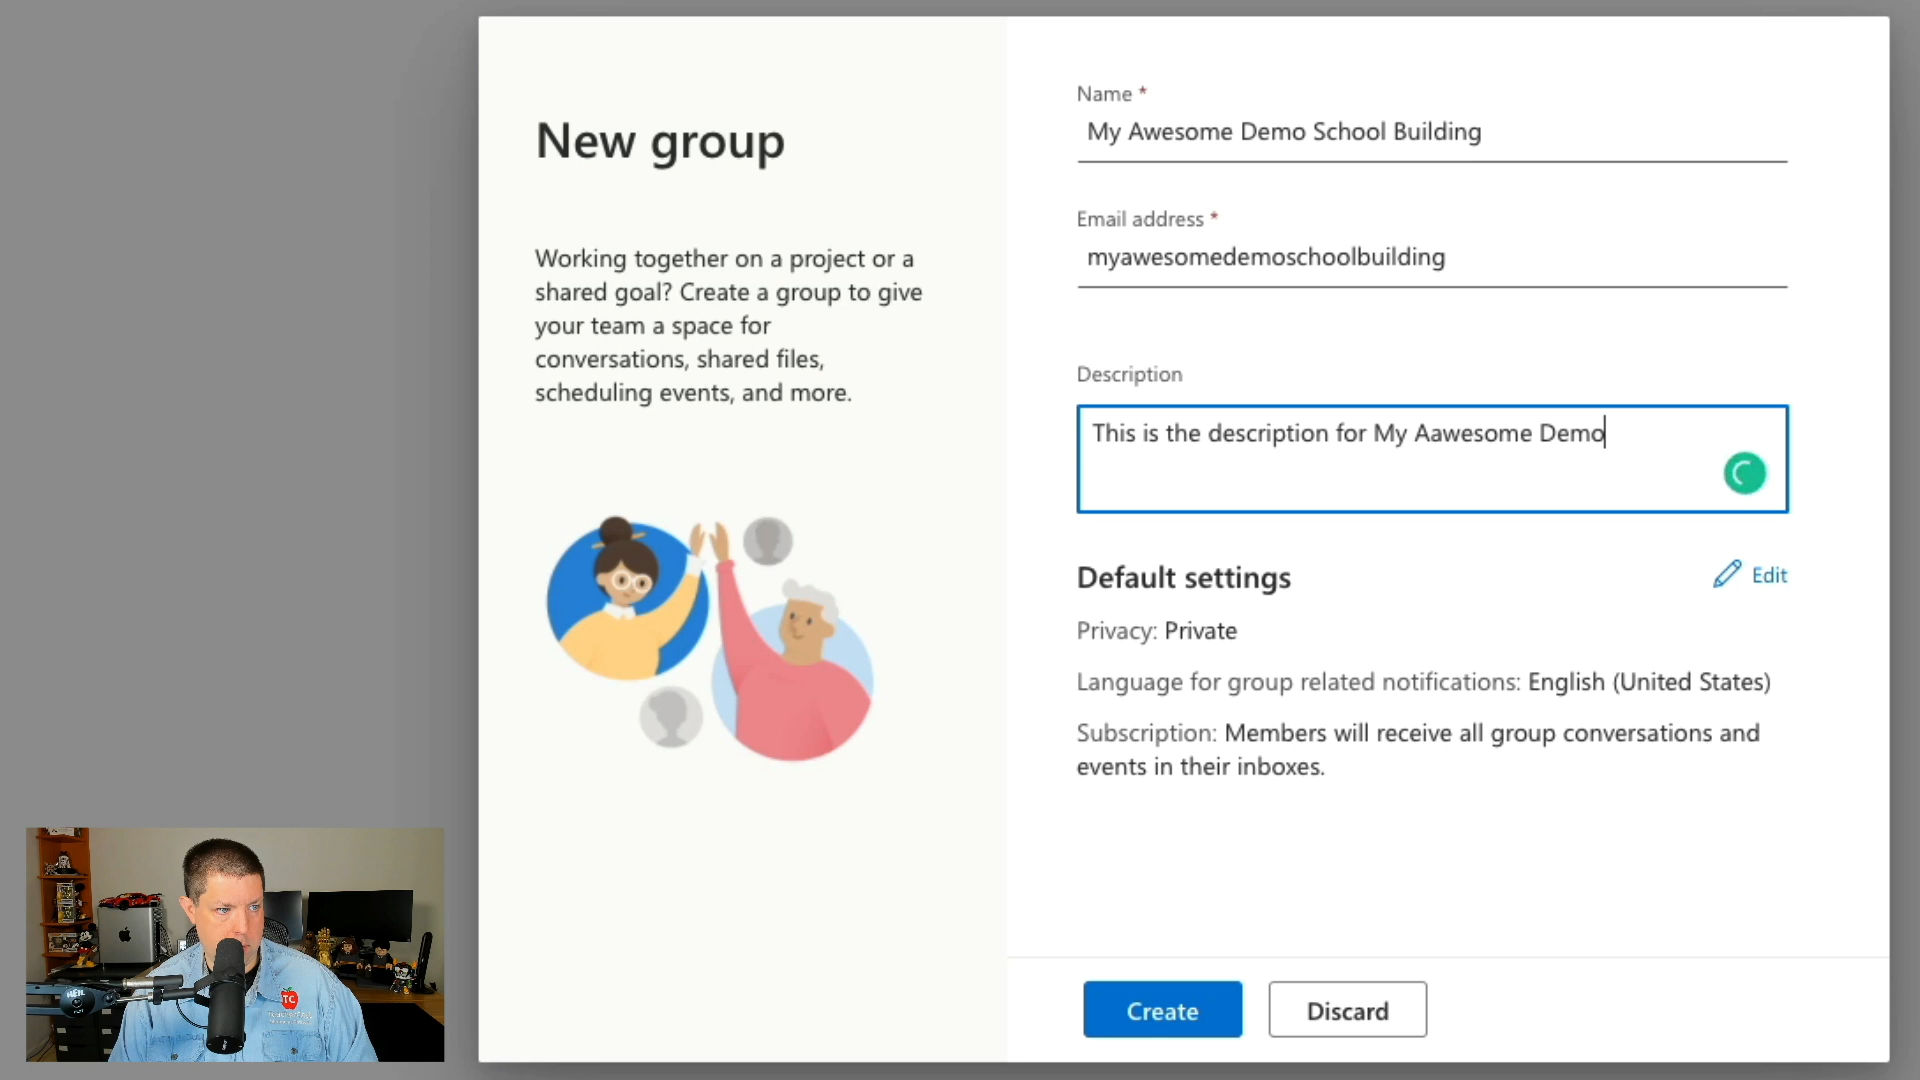 New group
Working together on a project or a
shared goal? Create a group to give
your team a space for
conversations, shared files,
scheduling events, and more.
Name *
My Awesome Demo School Building
Email address *
myawesomedemoschoolbuilding
Description
This is the description for My Aawesome Demo
Default settings
Edit
Privacy: Private
Language for group related notifications: English (United States)
Subscription: Members will receive all group conversations and
events in their inboxes.
Create
Discard
HEIL
TC